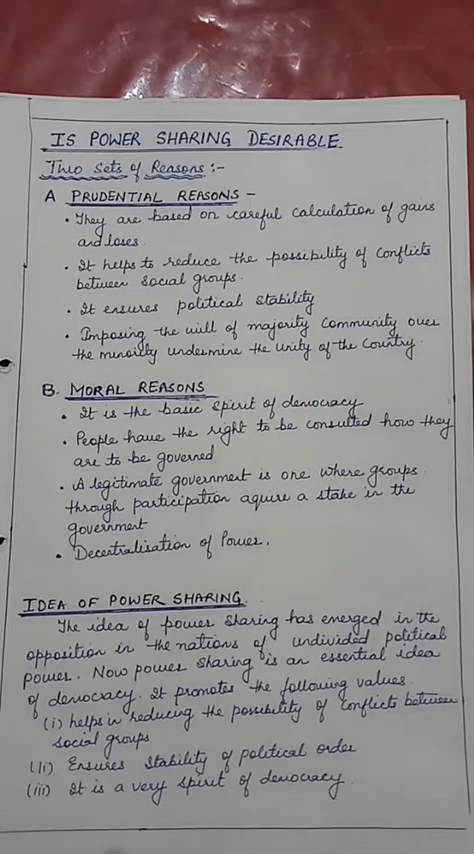 IS POWER SHARING DESIRABLE
Two Sets of Reasons :-
A PRUDENTIAL REASONS -
• They are based on careful calculation of gains
and loses.
• It helps to reduce the possibility of conflicts
between social groups.
• It ensures political stability
• Imposing the will of majority community over
the minority undermine the unity of the country.
B. MORAL REASONS
• It is the basic spirit of democracy
• People have the right to be consulted how they
are to be governed
• A legitimate government is one where groups
through participation aquire a stake in the
government
• Decentralisation of Power.
IDEA OF POWER SHARING
The idea of power sharing has emerged in the
opposition in the nations of undivided political
power. Now power sharing is an essential idea
of democracy. It promotes the following values.
(i) helps in reducing the possibility of conflicts between
social groups
(ii) Ensures stability of political order
(iii) It is a very spirit of democracy.